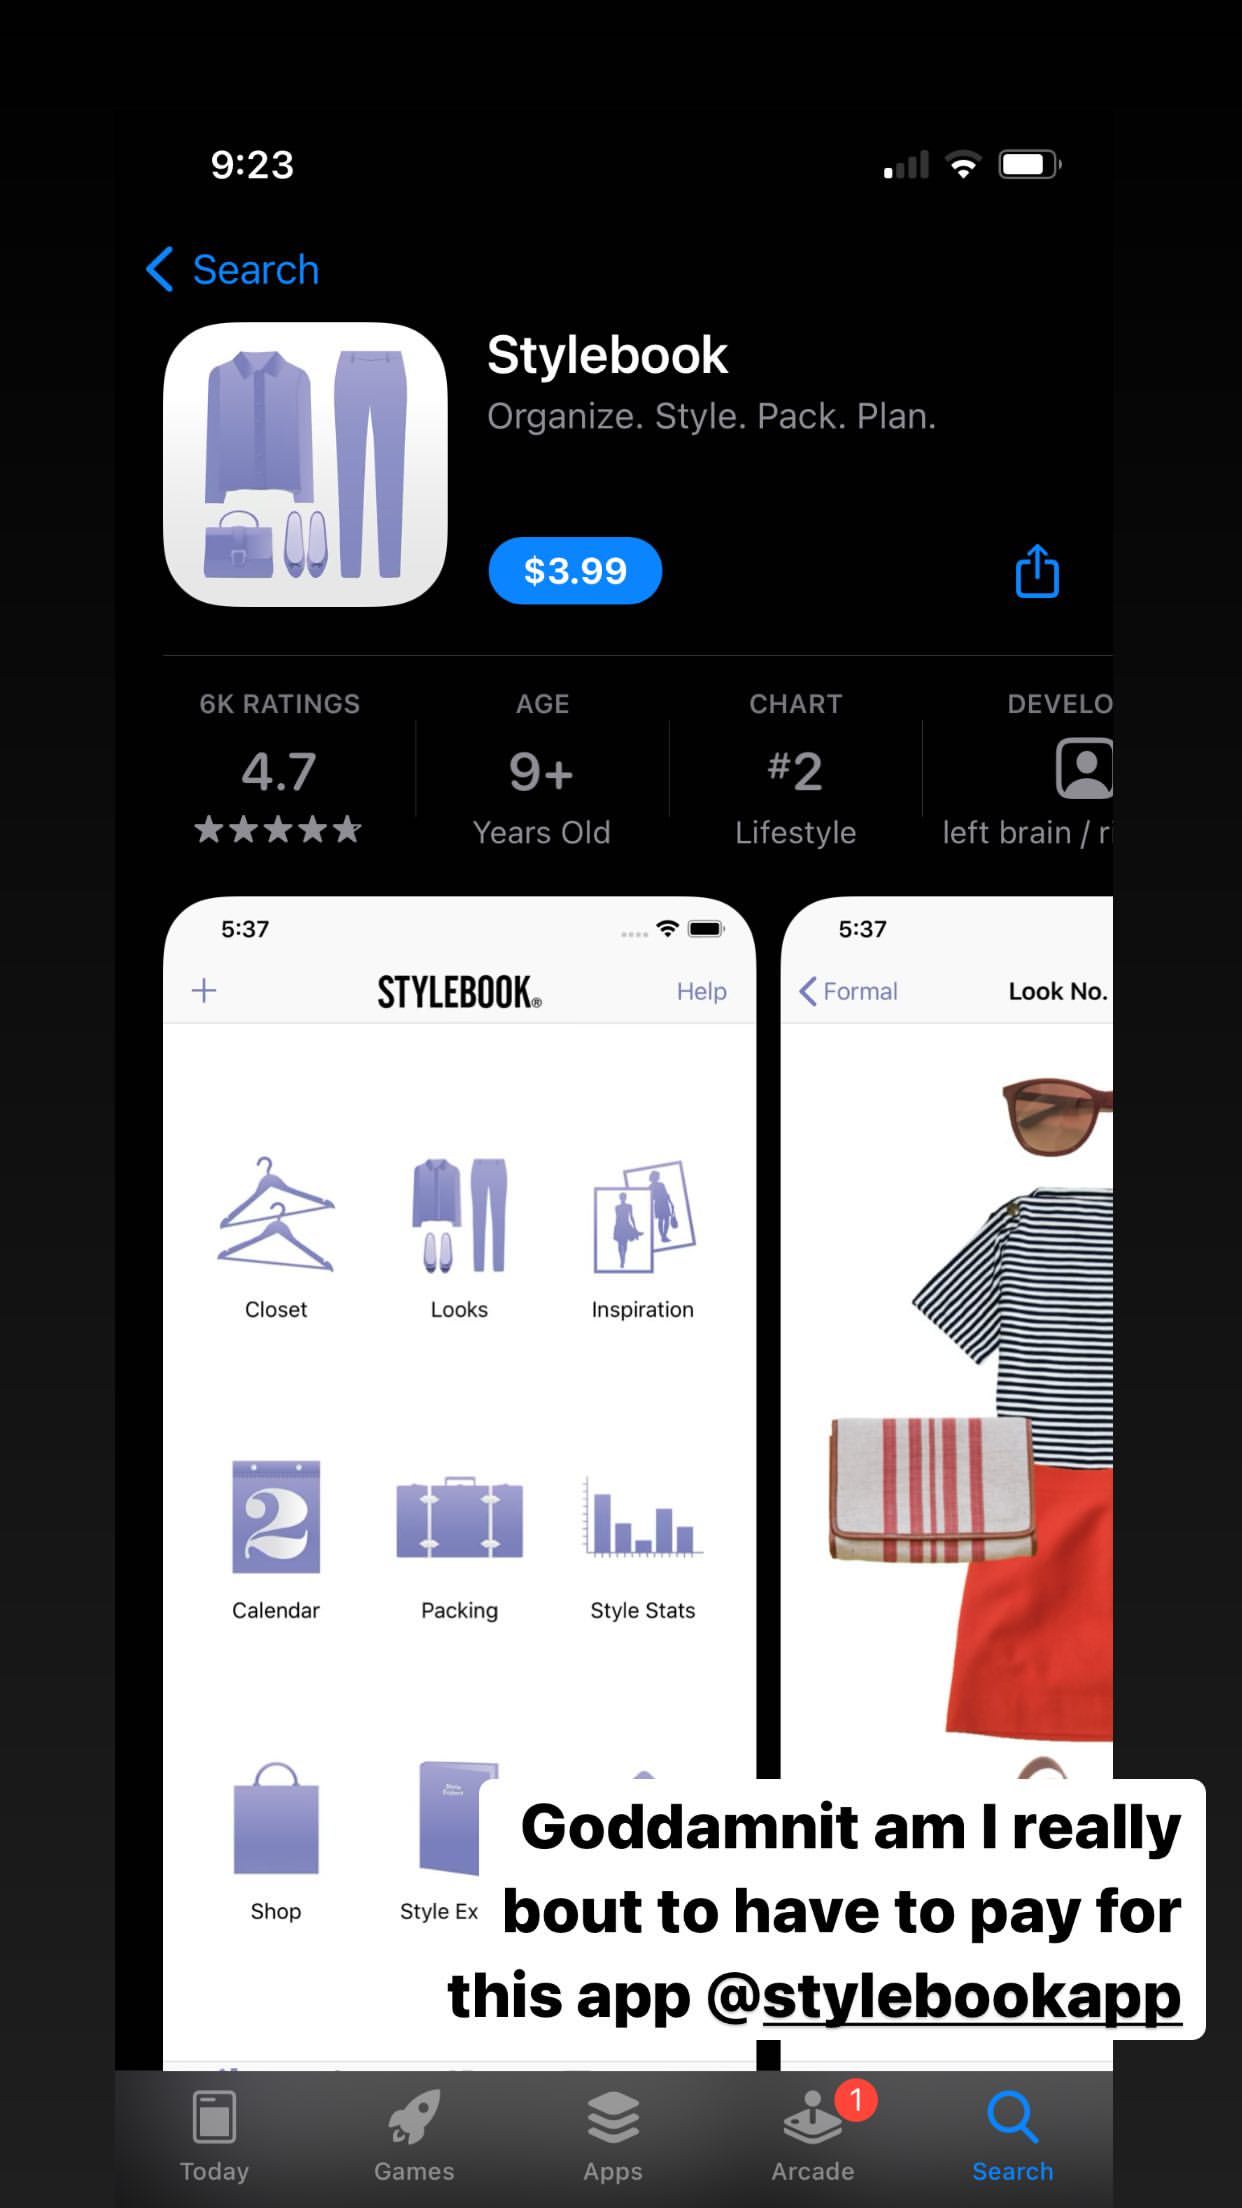 9:23
Search
Stylebook
Organize. Style. Pack. Plan.
$3.99
6K RATINGS
4.7
AGE
9+
Years Old
CHART
#2
Lifestyle
DEVELO
left brain / ri
5:37
STYLEBOOK®
Help
Closet
Looks
Inspiration
2
Calendar
Packing
Style Stats
Shop
Style Ex
5:37
Formal
Look No.
Goddamnit am I really
bout to have to pay for
this app @stylebookapp
Today
Games
Apps
1
Arcade
Search